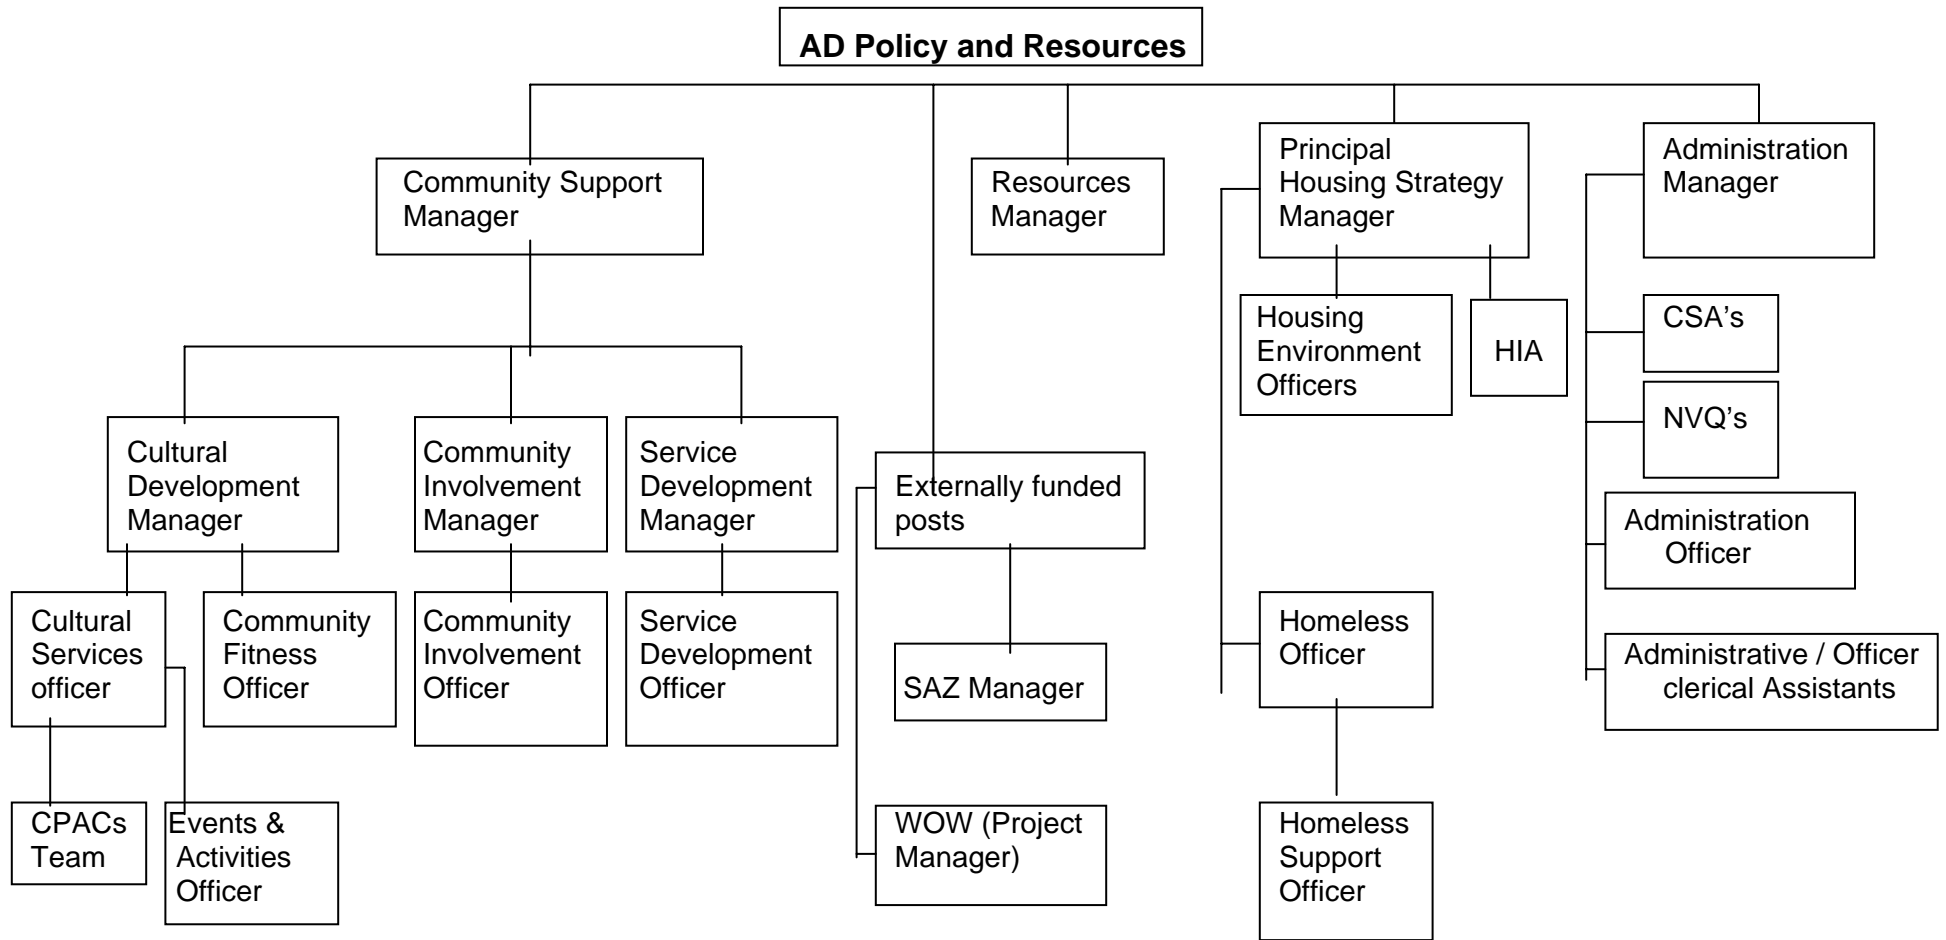 AD Policy and Resources
Community Support
Manager
Resources
Manager
Principal
Housing Strategy
Manager
Administration
Manager
Housing
Environment
Officers
HIA
CSA’s
NVQ’s
Cultural
Development
Manager
Community
Involvement
Manager
Service
Development
Manager
Externally funded
posts
Administration
Officer
Cultural
Services
officer
Community
Fitness
Officer
Community
Involvement
Officer
Service
Development
Officer
SAZ Manager
Homeless
Officer
Administrative / Officer
clerical Assistants
CPACs
Team
Events &
Activities
Officer
WOW (Project
Manager)
Homeless
Support
Officer